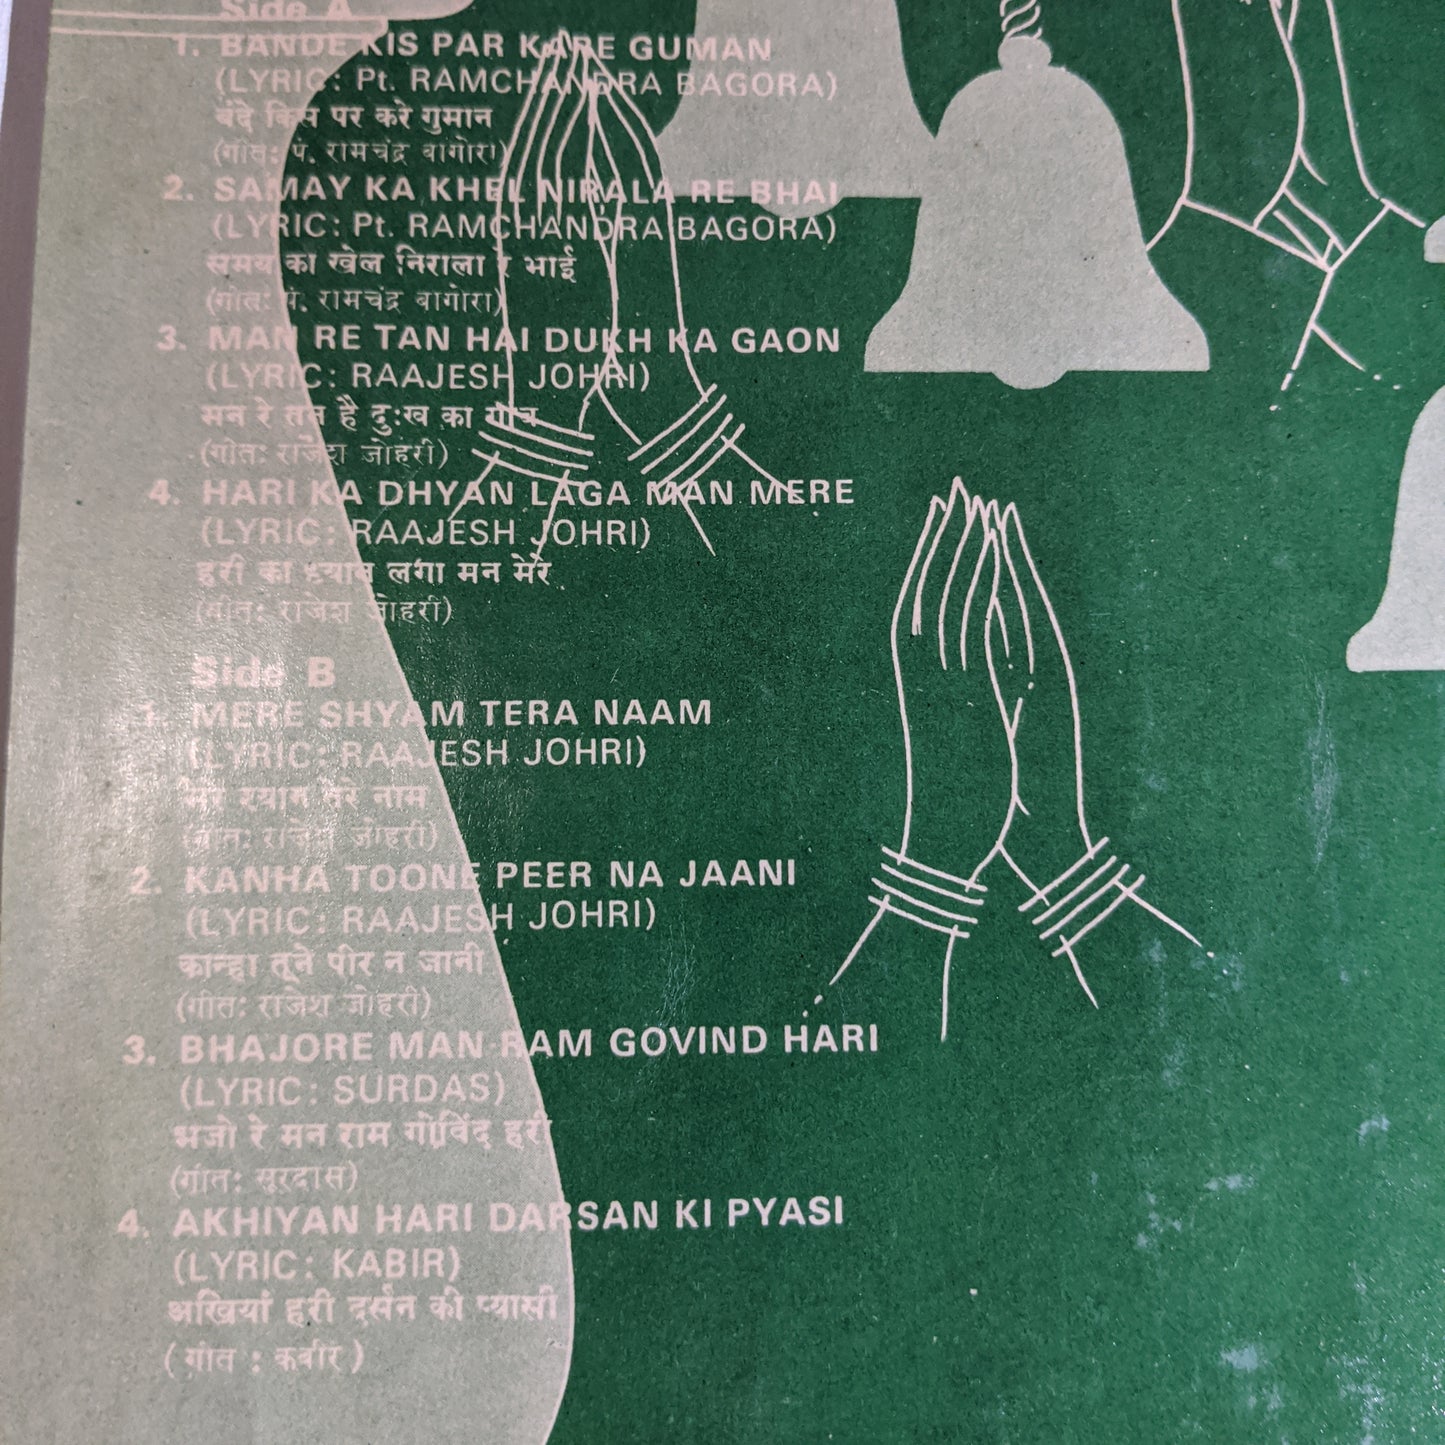 Side A
1. BANDE KIS PAR KARE GUMAN
(LYRIC: Pt. RAMCHANDRA BAGORA)
बंदे किस पर करे गुमान
(गीत: पं. रामचंद्र बागोरा)
2. SAMAY KA KHEL NIRALA RE BHAI
(LYRIC: Pt. RAMCHANDRA BAGORA)
समय का खेल निराला रे भाई
(गीत: पं. रामचंद्र बागोरा)
3. MAN RE TAN HAI DUKH KA GAON
(LYRIC: RAAJESH JOHRI)
मन रे तन है दुःख का गाँव
(गीत: राजेश जोहरी)
4. HARI KA DHYAN LAGA MAN MERE
(LYRIC: RAAJESH JOHRI)
हरी का ध्यान लगा मन मेरे
(गीत: राजेश जोहरी)
Side B
1. MERE SHYAM TERA NAAM
(LYRIC: RAAJESH JOHRI)
मेरे श्याम तेरे नाम
(गीत: राजेश जोहरी)
2. KANHA TOONE PEER NA JAANI
(LYRIC: RAAJESH JOHRI)
कान्हा तूने पीर न जानी
(गीत: राजेश जोहरी)
3. BHAJORE MAN RAM GOVIND HARI
(LYRIC: SURDAS)
भजो रे मन राम गोविंद हरी
(गीत: सूरदास)
4. AKHIYAN HARI DARSAN KI PYASI
(LYRIC: KABIR)
अखियां हरी दर्सन की प्यासी
(गीत : कबीर)